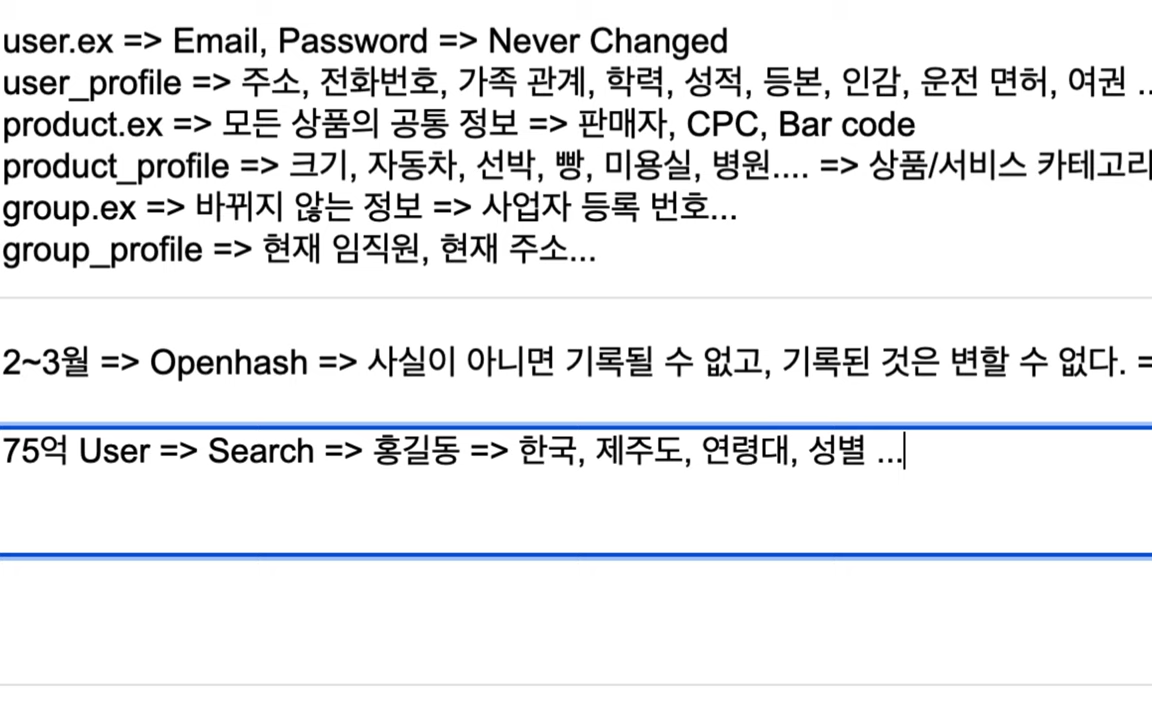 user.ex => Email, Password => Never Changed
user_profile => 주소, 전화번호, 가족 관계, 학력, 성적, 등본, 인감, 운전 면허, 여권 ..
product.ex => 모든 상품의 공통 정보 => 판매자, CPC, Bar code
product_profile => 크기, 자동차, 선박, 빵, 미용실, 병원.... => 상품/서비스 카테고리
group.ex => 바뀌지 않는 정보 => 사업자 등록 번호...
group_profile => 현재 임직원, 현재 주소...
2~3월 => Openhash => 사실이 아니면 기록될 수 없고, 기록된 것은 변할 수 없다. =
75억 User => Search => 홍길동 => 한국, 제주도, 연령대, 성별 ...